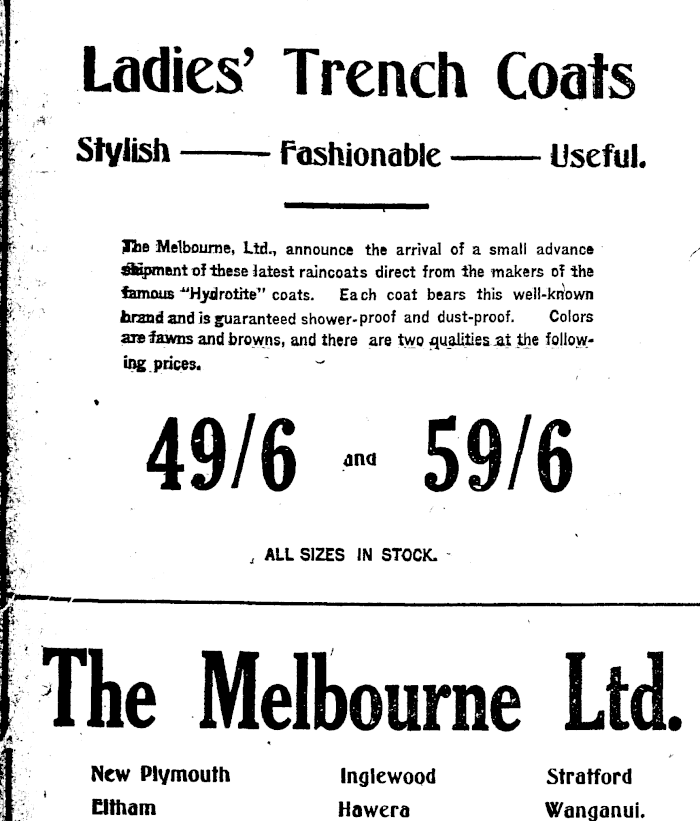 Ladies' Trench Coats
Stylish — Fashionable — Useful.
The Melbourne, Ltd., announce the arrival of a small advance
shipment of these latest raincoats direct from the makers of the
famous "Hydrotite" coats. Each coat bears this well-known
brand and is guaranteed shower-proof and dust-proof. Colors
are fawns and browns, and there are two qualities at the follow-
ing prices.
49/6 and 59/6
ALL SIZES IN STOCK.
The Melbourne Ltd.
New Plymouth Inglewood Stratford
Eltham Hawera Wanganui.